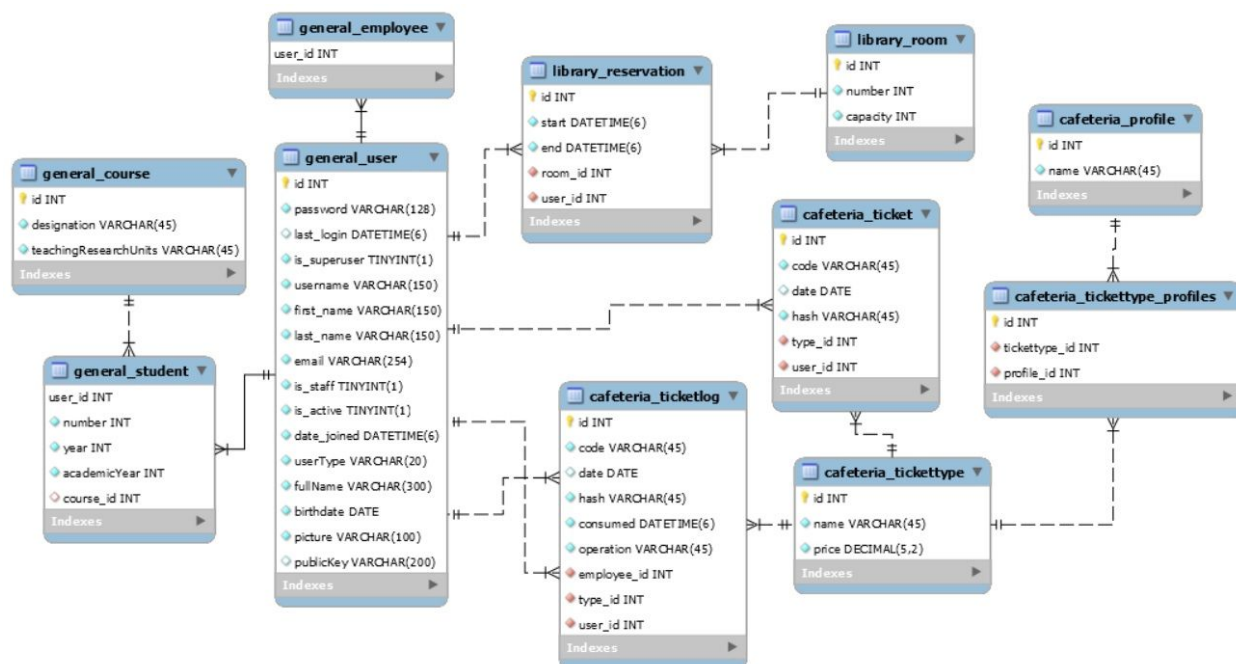 general_employee
user_id INT
Indexes
library_reservation
id INT
start DATETIME(6)
end DATETIME(6)
room_id INT
user_id INT
Indexes
library_room
id INT
number INT
capacity INT
Indexes
cafeteria_profile
id INT
name VARCHAR(45)
Indexes
general_course
id INT
designation VARCHAR(45)
teachingResearchUnits VARCHAR(45)
Indexes
general_user
id INT
password VARCHAR(128)
last_login DATETIME(6)
is_superuser TINYINT(1)
username VARCHAR(150)
first_name VARCHAR(150)
last_name VARCHAR(150)
email VARCHAR(254)
is_staff TINYINT(1)
is_active TINYINT(1)
date_joined DATETIME(6)
userType VARCHAR(20)
fullName VARCHAR(300)
birthdate DATE
picture VARCHAR(100)
publicKey VARCHAR(200)
Indexes
cafeteria_ticket
id INT
code VARCHAR(45)
date DATE
hash VARCHAR(45)
type_id INT
user_id INT
Indexes
cafeteria_tickettype_profiles
id INT
tickettype_id INT
profile_id INT
Indexes
general_student
user_id INT
number INT
year INT
academicYear INT
course_id INT
Indexes
cafeteria_ticketlog
id INT
code VARCHAR(45)
date DATE
hash VARCHAR(45)
consumed DATETIME(6)
operation VARCHAR(45)
employee_id INT
type_id INT
user_id INT
Indexes
cafeteria_tickettype
id INT
name VARCHAR(45)
price DECIMAL(5,2)
Indexes